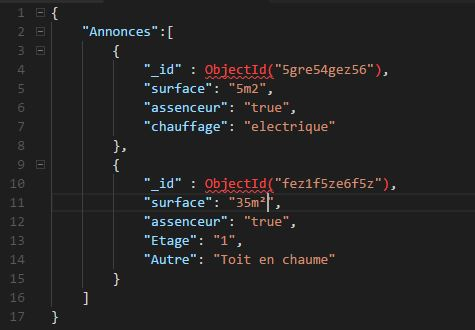 1 {
2 "Annonces":[
3 {
4 "_id" : ObjectId("5gre54gez56"),
5 "surface": "5m2",
6 "assenceur": "true",
7 "chauffage": "electrique"
8 },
9 {
10 "_id" : ObjectId("fez1f5ze6f5z"),
11 "surface": "35m²",
12 "assenceur": "true",
13 "Etage": "1",
14 "Autre": "Toit en chaume"
15 }
16 ]
17 }